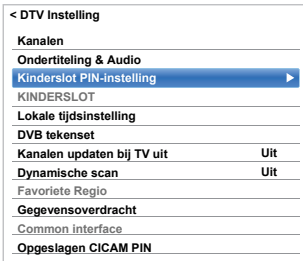 < DTV Instelling
Kanalen
Ondertiteling & Audio
Kinderslot PIN-instelling
KINDERSLOT
Lokale tijdsinstelling
DVB tekenset
Kanalen updaten bij TV uit Uit
Dynamische scan Uit
Favoriete Regio
Gegevensoverdracht
Common interface
Opgeslagen CICAM PIN